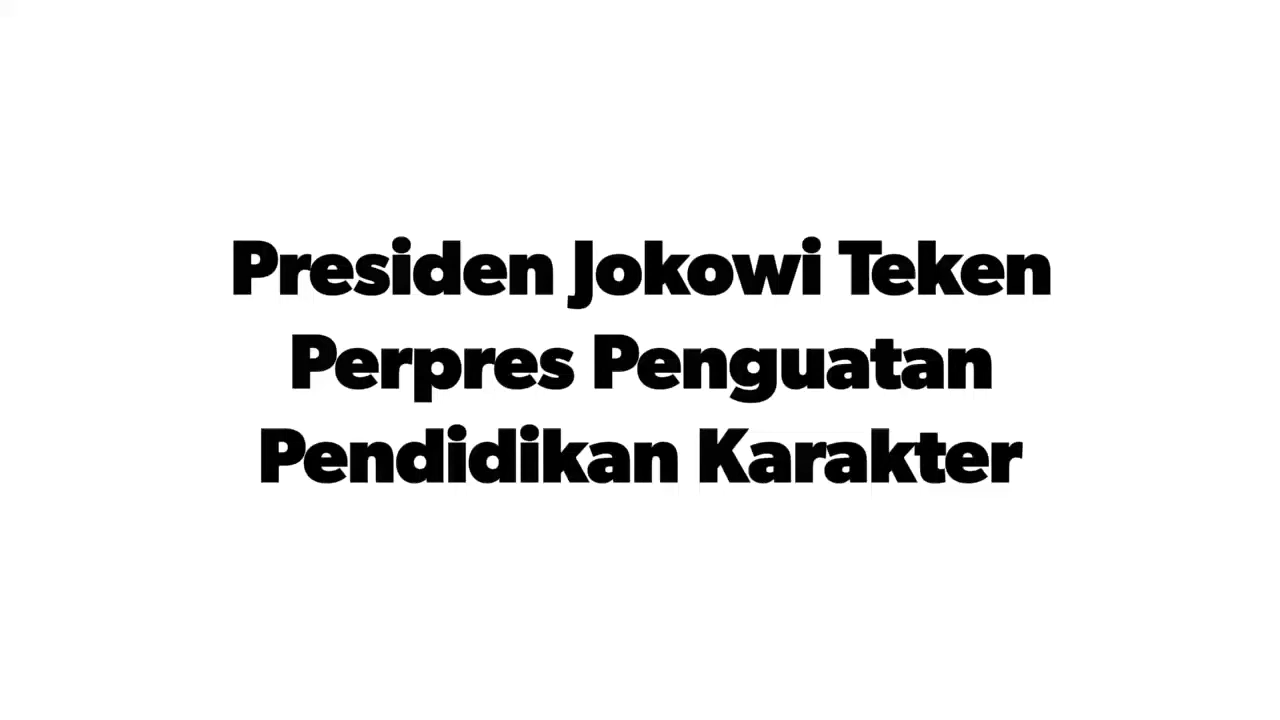 Presiden Jokowi Teken
Perpres Penguatan
Pendidikan Karakter